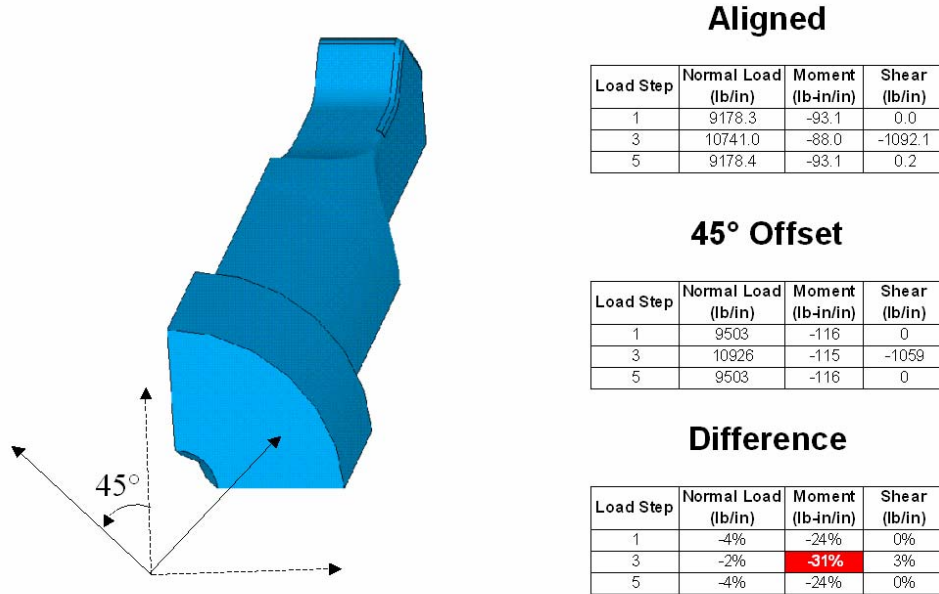 Aligned
Load Step Normal Load (lb/in) Moment (lb-in/in) Shear (lb/in)
1 9178.3 -93.1 0.0
3 10741.0 -88.0 -1092.1
5 9178.4 -93.1 0.2
45° Offset
Load Step Normal Load (lb/in) Moment (lb-in/in) Shear (lb/in)
1 9503 -116 0
3 10926 -115 -1059
5 9503 -116 0
45°
Difference
Load Step Normal Load (lb/in) Moment (lb-in/in) Shear (lb/in)
1 -4% -24% 0%
3 -2% -31% 3%
5 -4% -24% 0%